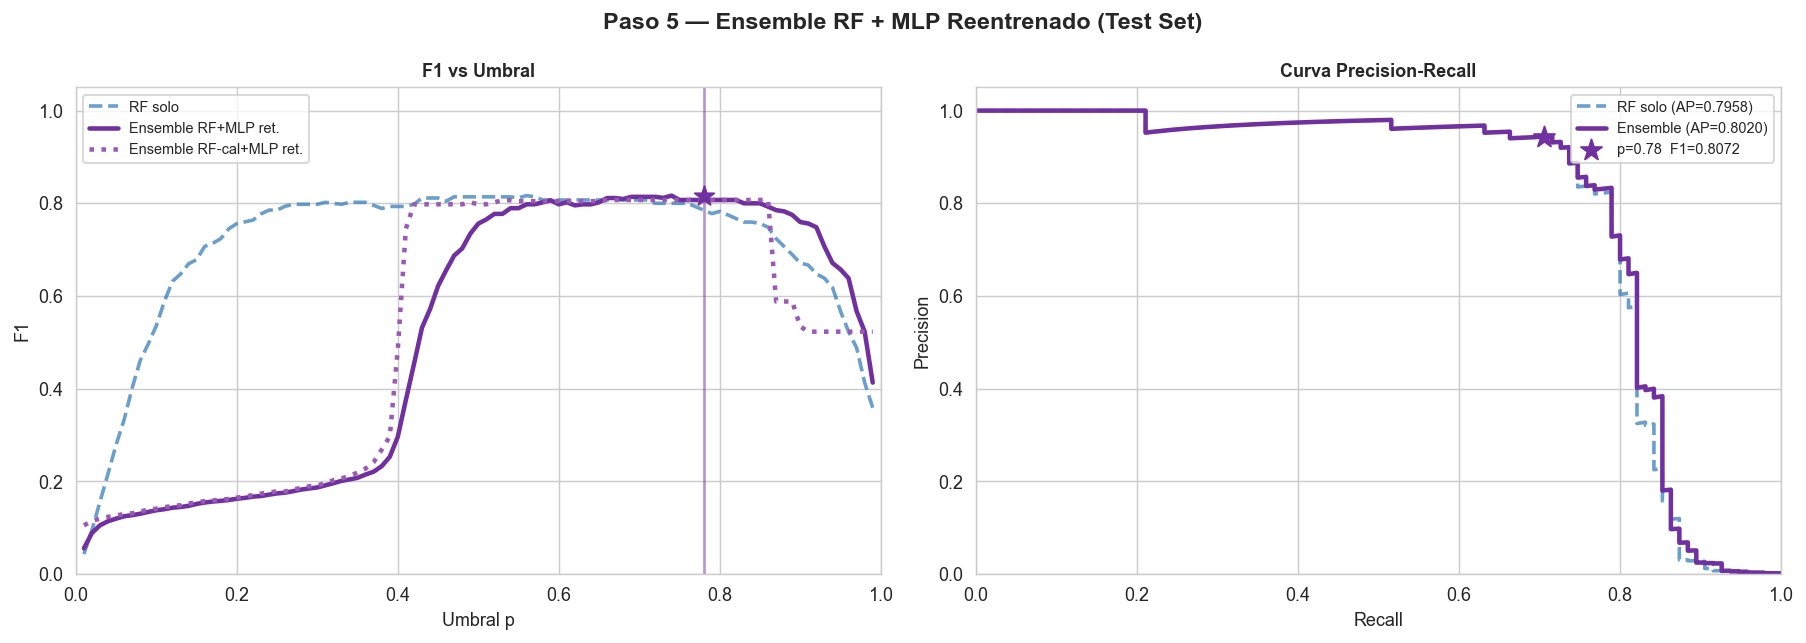 Paso 5 — Ensemble RF + MLP Reentrenado (Test Set)
F1 vs Umbral
RF solo
Ensemble RF+MLP ret.
Ensemble RF-cal+MLP ret.
1.0
0.8
0.6
0.4
0.2
0.0
F1
0.0 0.2 0.4 0.6 0.8 1.0
Umbral p
Curva Precision-Recall
RF solo (AP=0.7958)
Ensemble (AP=0.8020)
p=0.78 F1=0.8072
1.0
0.8
0.6
0.4
0.2
0.0
Precision
0.0 0.2 0.4 0.6 0.8 1.0
Recall